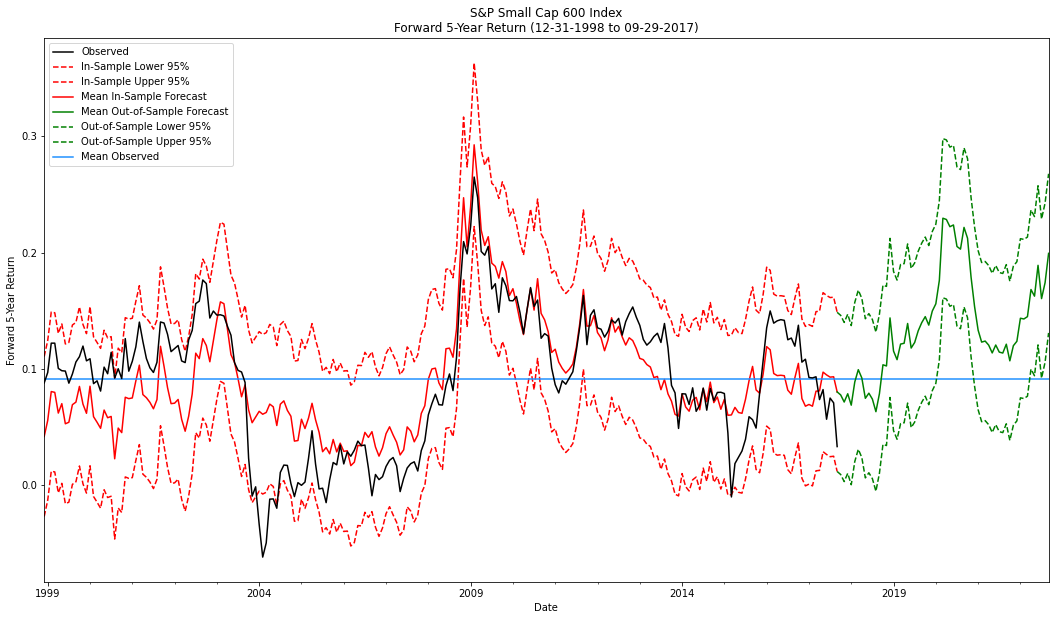 S&P Small Cap 600 Index
Forward 5-Year Return (12-31-1998 to 09-29-2017)
Observed
In-Sample Lower 95%
In-Sample Upper 95%
Mean In-Sample Forecast
Mean Out-of-Sample Forecast
Out-of-Sample Lower 95%
Out-of-Sample Upper 95%
Mean Observed
Forward 5-Year Return
0.3
0.2
0.1
0.0
1999
2004
2009
2014
2019
Date